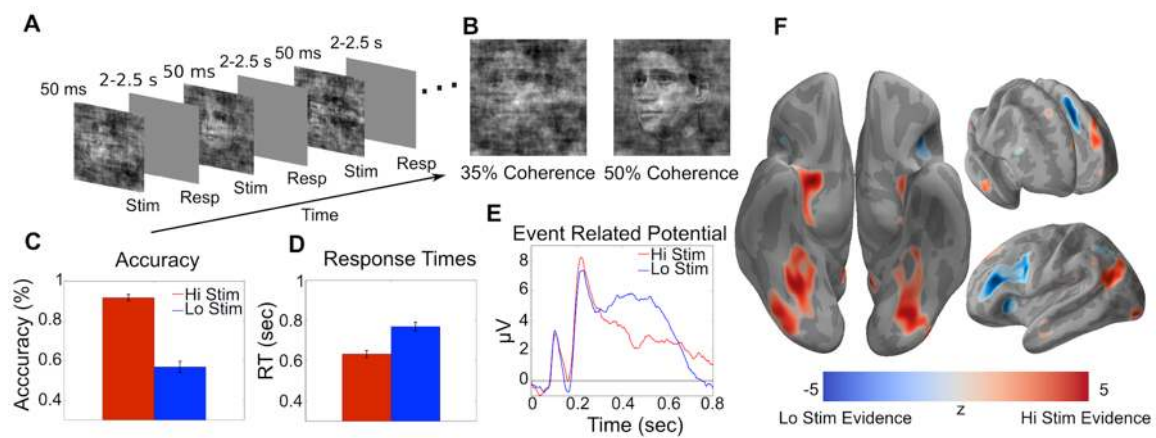 A
50 ms
2-2.5 s
50 ms
2-2.5 s
50 ms
2-2.5 s
Stim
Resp
Stim
Resp
Stim
Resp
Time
B
35% Coherence
50% Coherence
C
Accuracy
Acccuracy (%)
1
0.8
0.6
0.4
Hi Stim
Lo Stim
D
Response Times
RT (sec)
1
0.8
0.6
0.4
E
Event Related Potential
µV
8
6
4
2
0
Hi Stim
Lo Stim
0
0.2
0.4
0.6
0.8
Time (sec)
F
-5
5
Lo Stim Evidence
z
Hi Stim Evidence